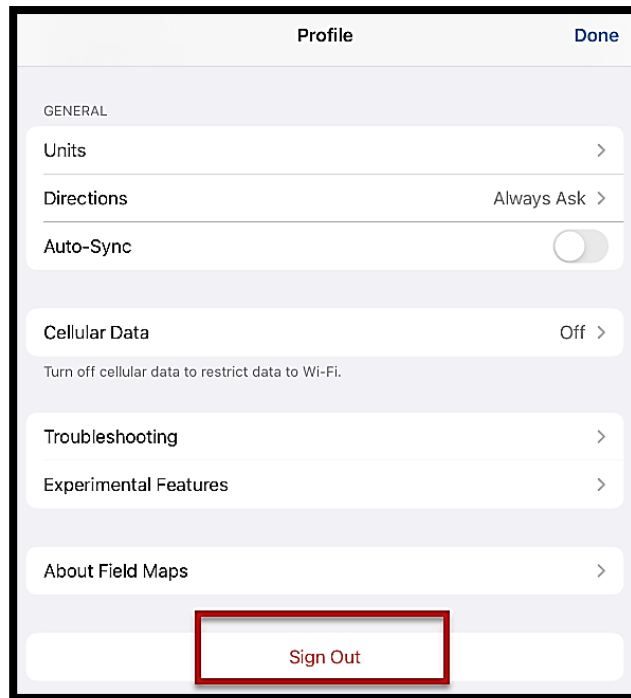 Profile
Done
GENERAL
Units
Directions
Always Ask
Auto-Sync
Cellular Data
Off
Turn off cellular data to restrict data to Wi-Fi.
Troubleshooting
Experimental Features
About Field Maps
Sign Out